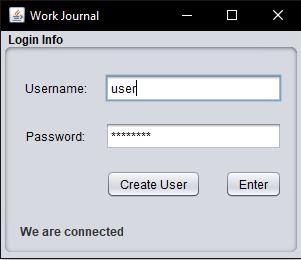 Work Journal
Login Info
Username: user
Password: ********
Create User Enter
We are connected